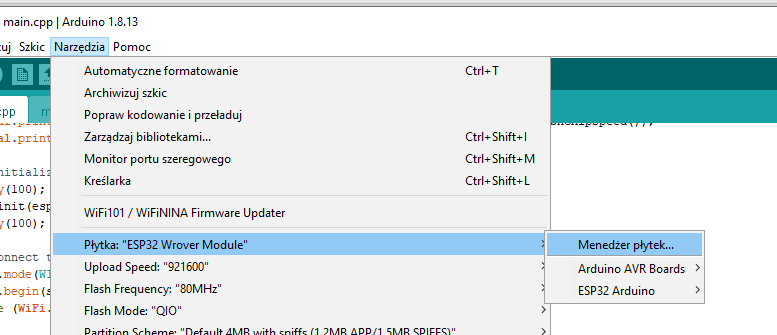 main.cpp | Arduino 1.8.13
uj Szkic Narzędzia Pomoc
Automatyczne formatowanie Ctrl+T
Archiwizuj szkic
Popraw kodowanie i przeładuj
Zarządzaj bibliotekami... Ctrl+Shift+I
Monitor portu szeregowego Ctrl+Shift+M
Kreślarka Ctrl+Shift+L
WiFi101 / WiFiNINA Firmware Updater
Płytka: "ESP32 Wrover Module"
Upload Speed: "921600"
Flash Frequency: "80MHz"
Flash Mode: "QIO"
Partition Scheme: "Default 4MB with spiffs (1.2MB APP/1.5MB SPIFFS)"
Menedżer płytek...
Arduino AVR Boards
ESP32 Arduino
cpp m
al.print
nitializ
y(100);
init(esp
y(100);
onnect t
.mode(WI
.begin(s
e (WiFi.